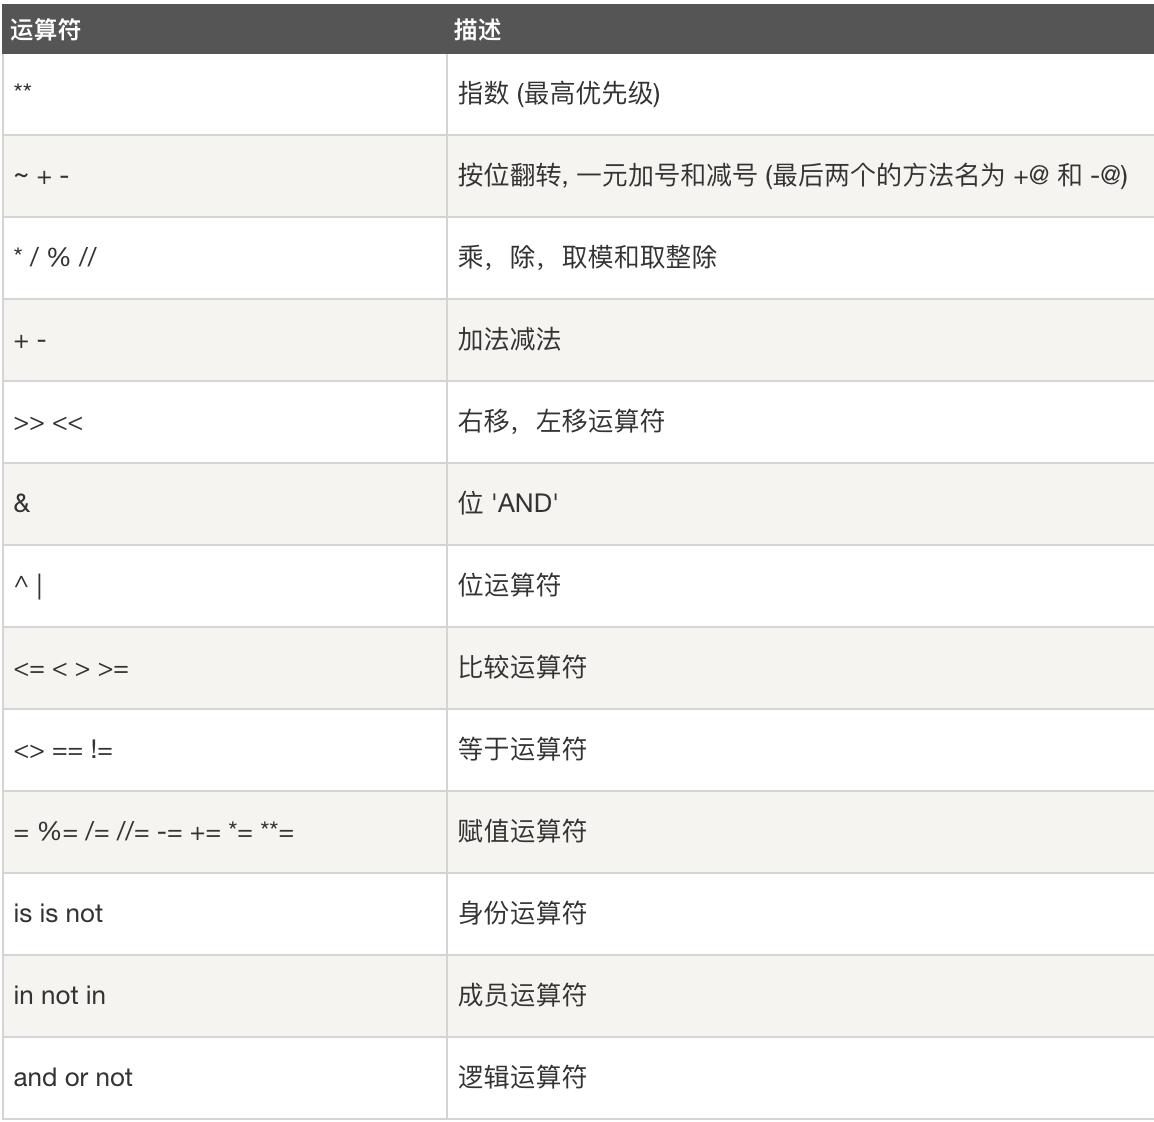 运算符 描述
** 指数 (最高优先级)
~ + - 按位翻转, 一元加号和减号 (最后两个的方法名为 +@ 和 -@)
* / % // 乘，除，取模和取整除
+ - 加法减法
>> << 右移，左移运算符
& 位 'AND'
^ | 位运算符
<= < > >= 比较运算符
<> == != 等于运算符
= %= /= //= -= += *= **= 赋值运算符
is is not 身份运算符
in not in 成员运算符
and or not 逻辑运算符